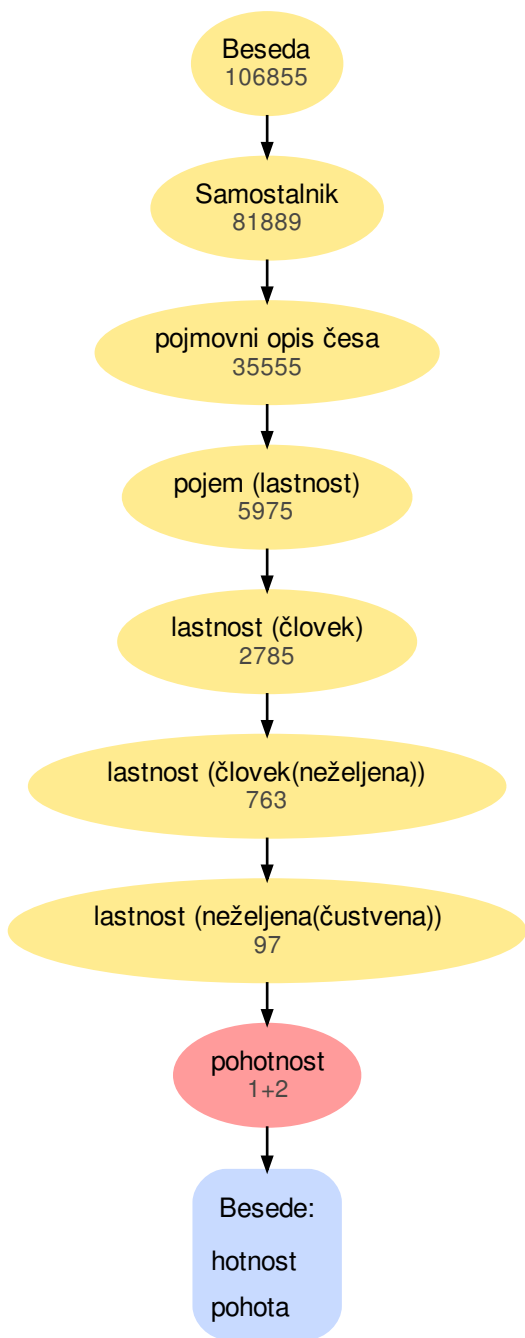 Beseda
106855
Samostalnik
81889
pojmovni opis česa
35555
pojem (lastnost)
5975
lastnost (človek)
2785
lastnost (človek(neželjena))
763
lastnost (neželjena(čustvena))
97
pohotnost
1+2
Besede:
hotnost
pohota